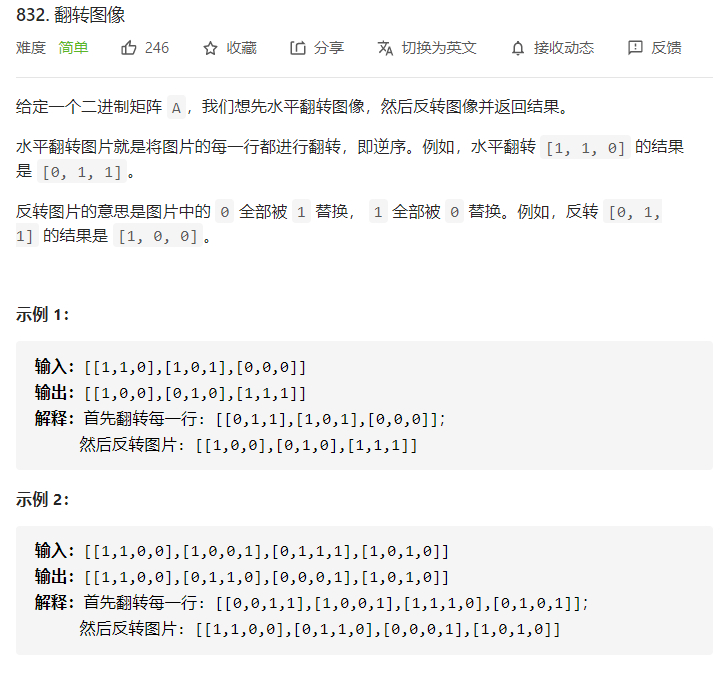 832. 翻转图像
难度 简单 246 收藏 分享 切换为英文 接收动态 反馈
给定一个二进制矩阵 A，我们想先水平翻转图像，然后反转图像并返回结果。
水平翻转图片就是将图片的每一行都进行翻转，即逆序。例如，水平翻转 [1, 1, 0] 的结果
是 [0, 1, 1]。
反转图片的意思是图片中的 0 全部被 1 替换， 1 全部被 0 替换。例如，反转 [0, 1,
1] 的结果是 [1, 0, 0]。
示例 1：
输入：[[1,1,0],[1,0,1],[0,0,0]]
输出：[[1,0,0],[0,1,0],[1,1,1]]
解释：首先翻转每一行：[[0,1,1],[1,0,1],[0,0,0]];
然后反转图片：[[1,0,0],[0,1,0],[1,1,1]]
示例 2：
输入：[[1,1,0,0],[1,0,0,1],[0,1,1,1],[1,0,1,0]]
输出：[[1,1,0,0],[0,1,1,0],[0,0,0,1],[1,0,1,0]]
解释：首先翻转每一行：[[0,0,1,1],[1,0,0,1],[1,1,1,0],[0,1,0,1]];
然后反转图片：[[1,1,0,0],[0,1,1,0],[0,0,0,1],[1,0,1,0]]